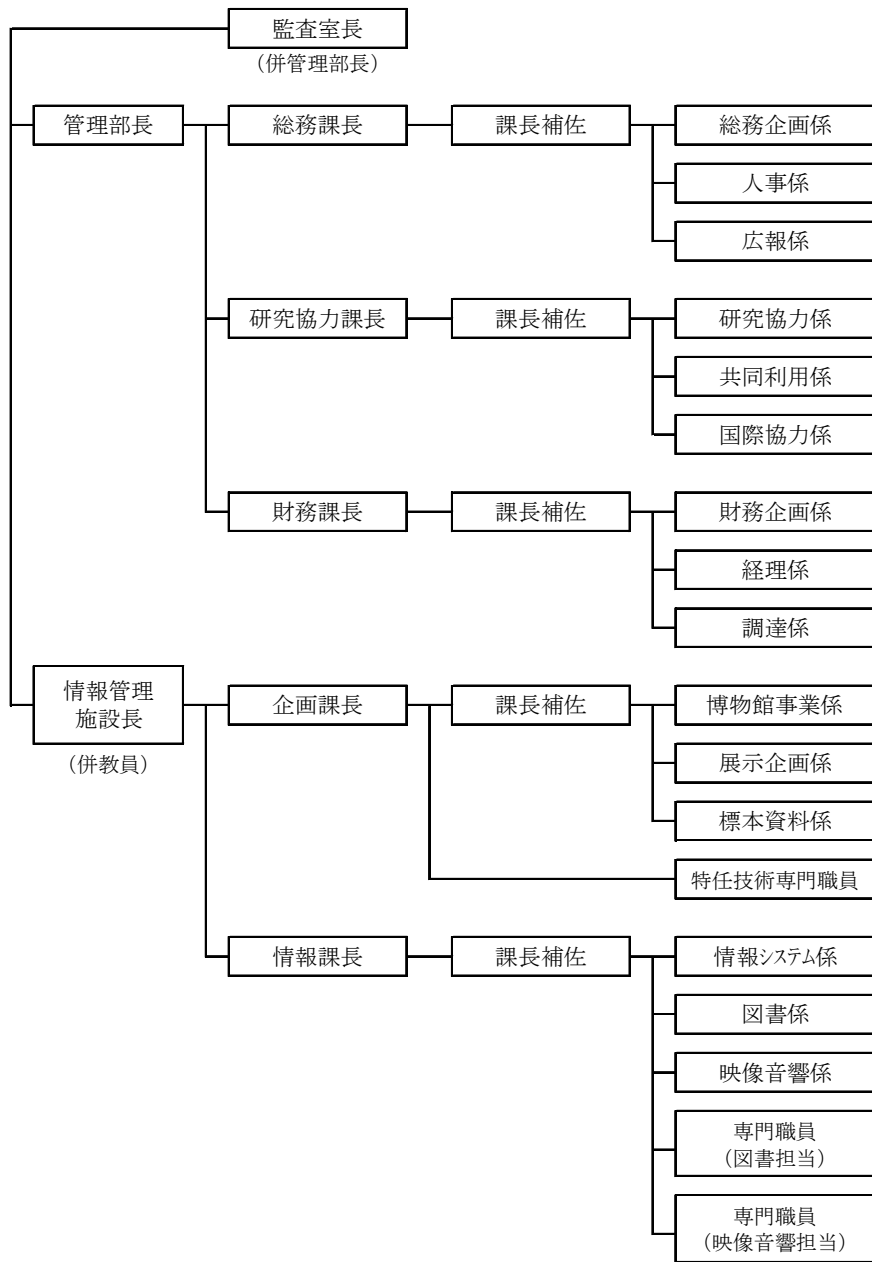 監査室長
（併管理部長）
管理部長
総務課長
課長補佐
総務企画係
人事係
広報係
研究協力課長
課長補佐
研究協力係
共同利用係
国際協力係
財務課長
課長補佐
財務企画係
経理係
調達係
情報管理
施設長
（併教員）
企画課長
課長補佐
博物館事業係
展示企画係
標本資料係
特任技術専門職員
情報課長
課長補佐
情報システム係
図書係
映像音響係
専門職員
（図書担当）
専門職員
（映像音響担当）